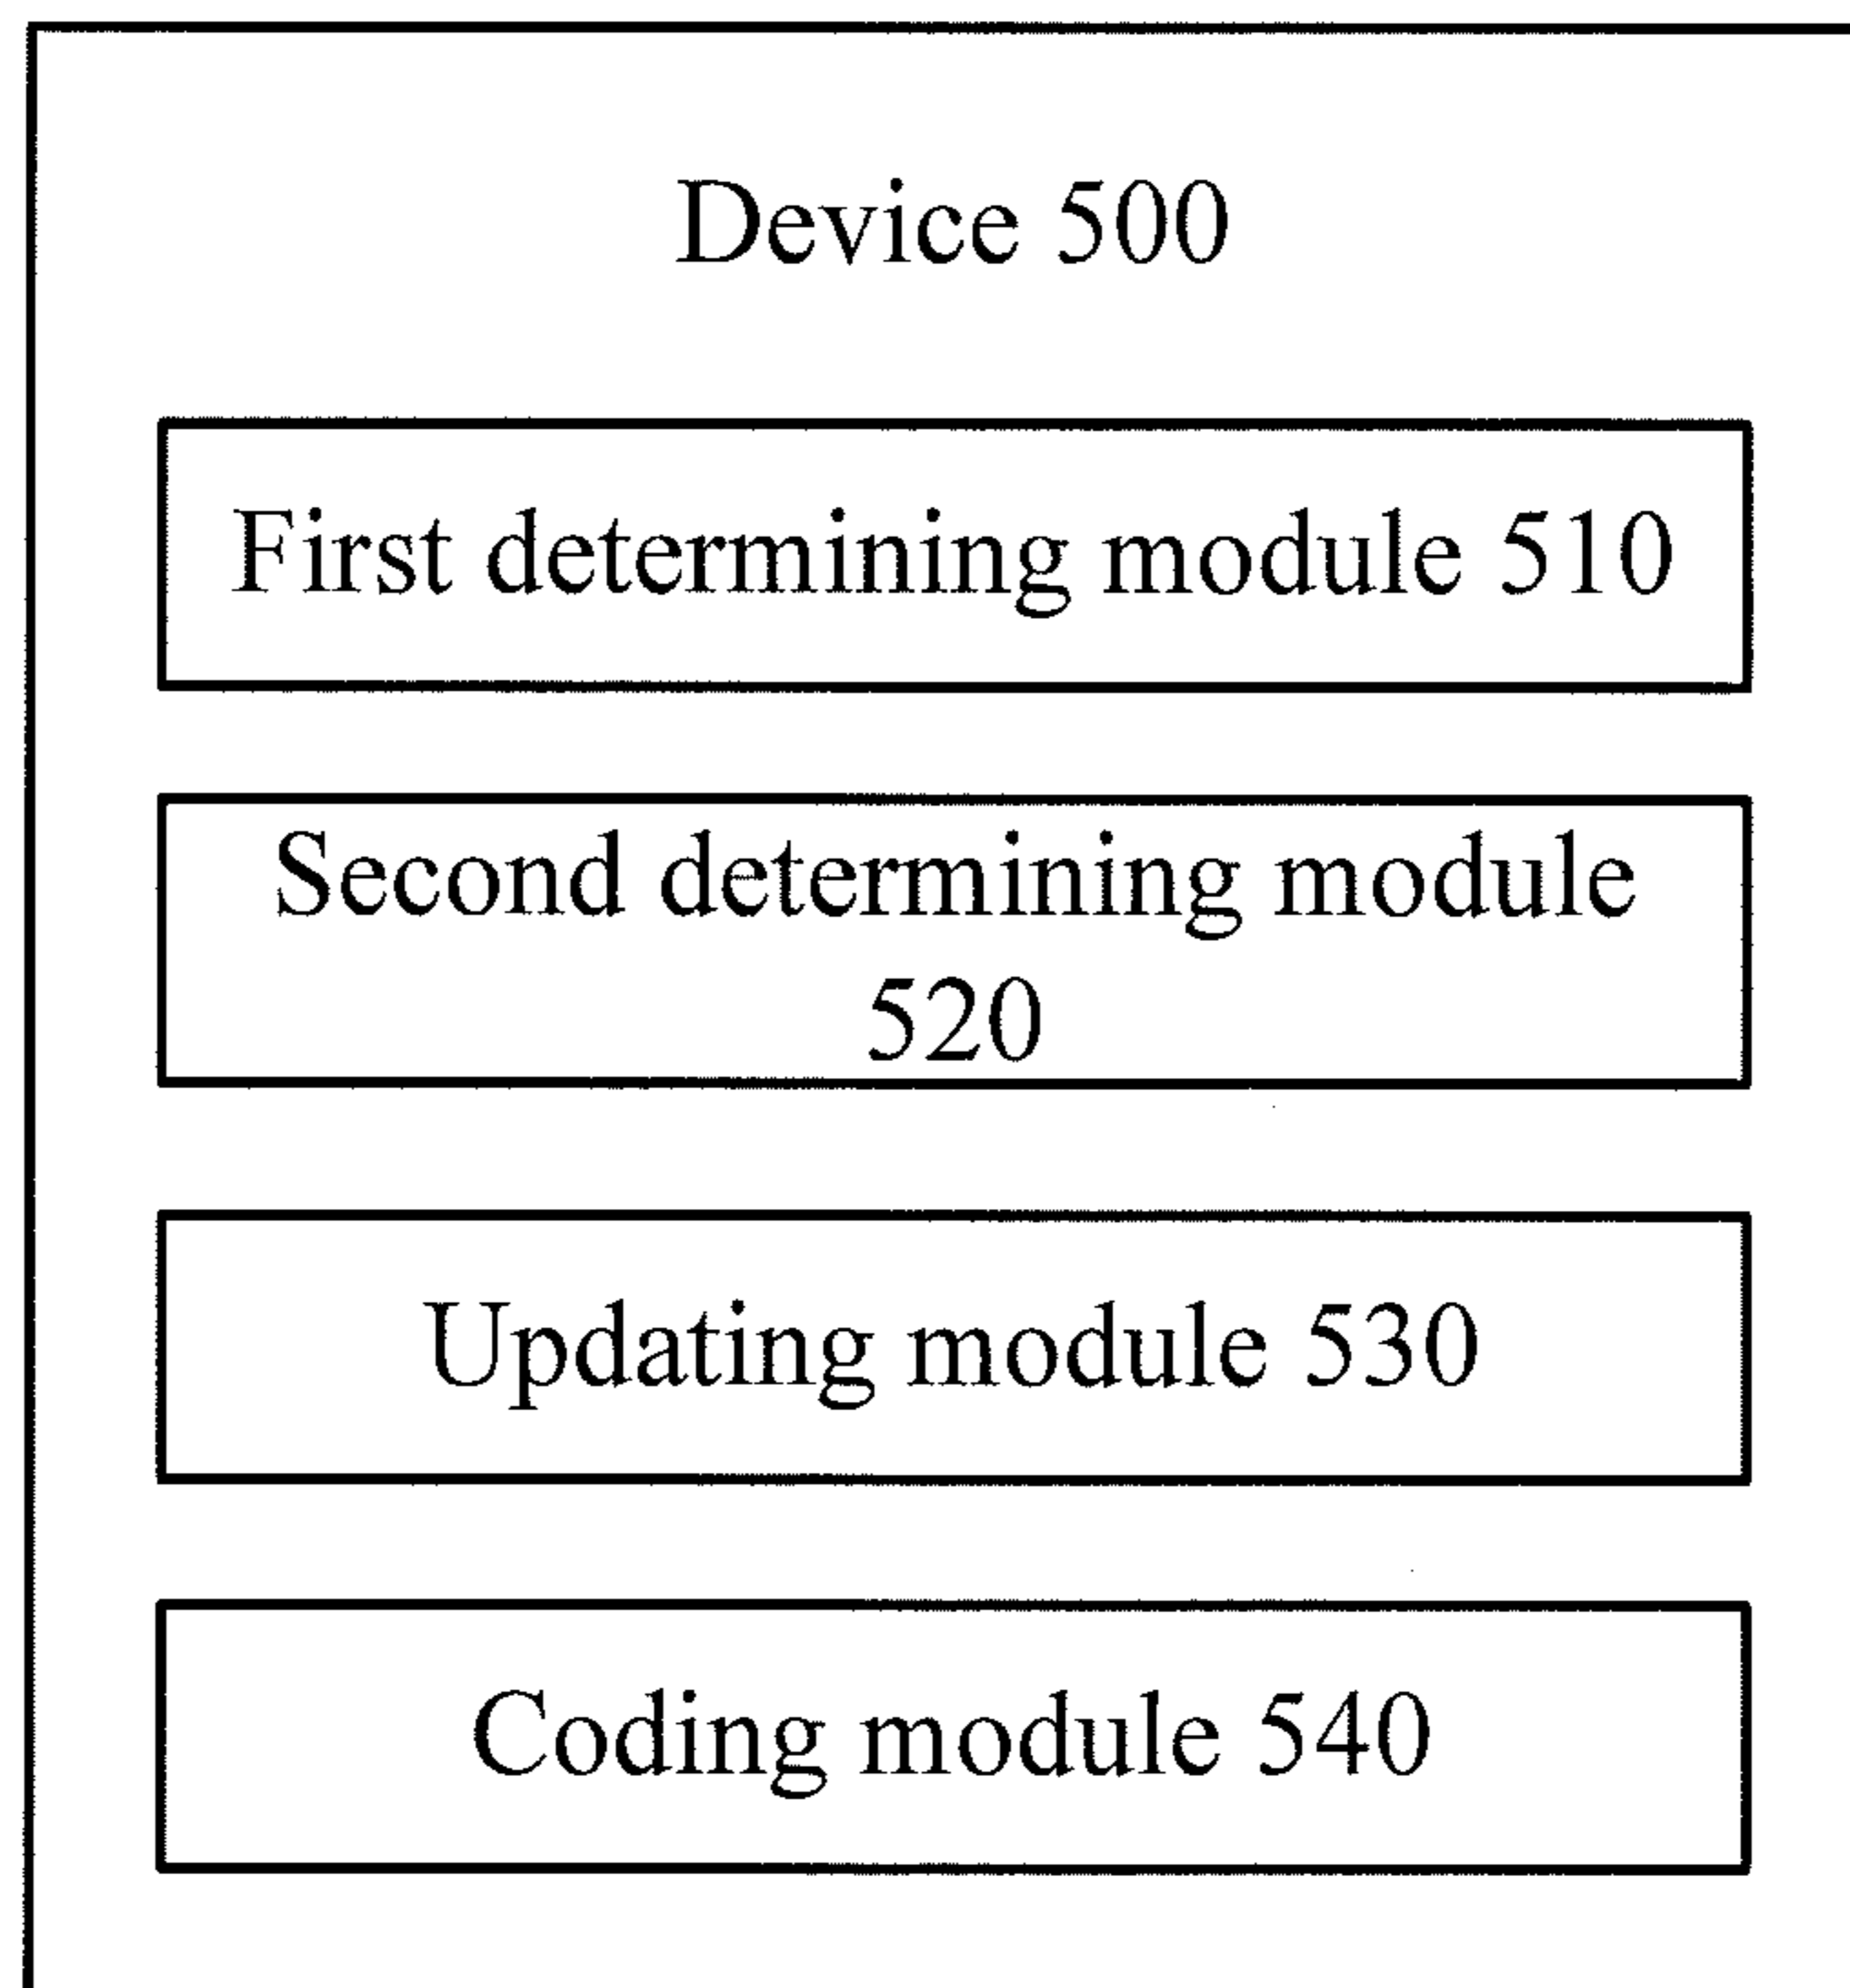 Device 500
First determining module 510
Second determining module
520
Updating module 530
Coding module 540